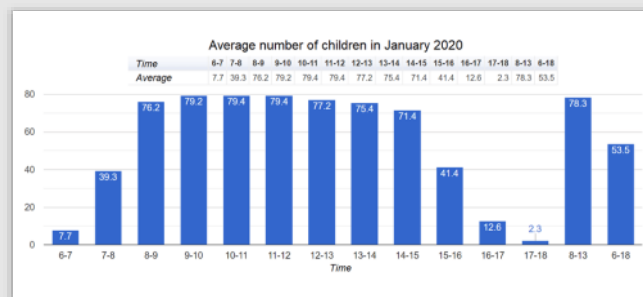 Average number of children in January 2020
Time 6-7 7-8 8-9 9-10 10-11 11-12 12-13 13-14 14-15 15-16 16-17 17-18 8-13 6-18
Average 7.7 39.3 76.2 79.2 79.4 79.4 77.2 75.4 71.4 41.4 12.6 2.3 78.3 53.5
80
60
40
20
0
7.7 39.3 76.2 79.2 79.4 79.4 77.2 75.4 71.4 41.4 12.6 2.3 78.3 53.5
6-7 7-8 8-9 9-10 10-11 11-12 12-13 13-14 14-15 15-16 16-17 17-18 8-13 6-18
Time